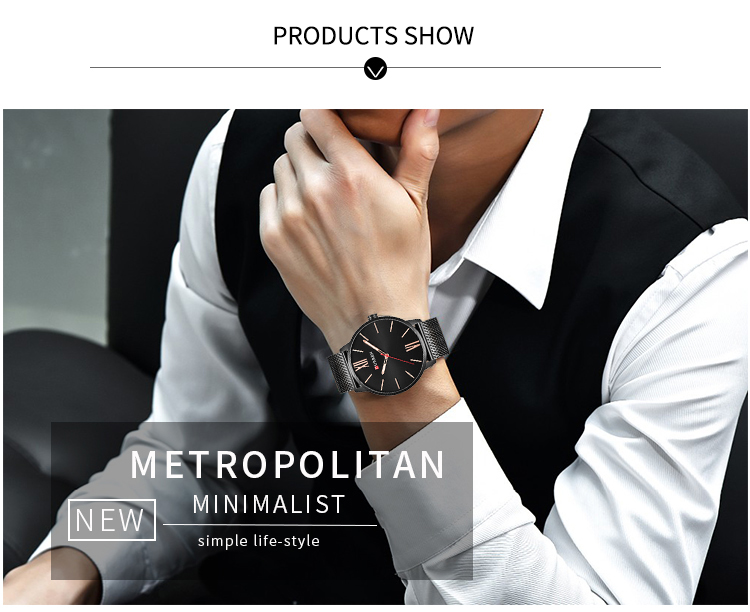 PRODUCTS SHOW
METROPOLITAN
MINIMALIST
NEW
simple life-style